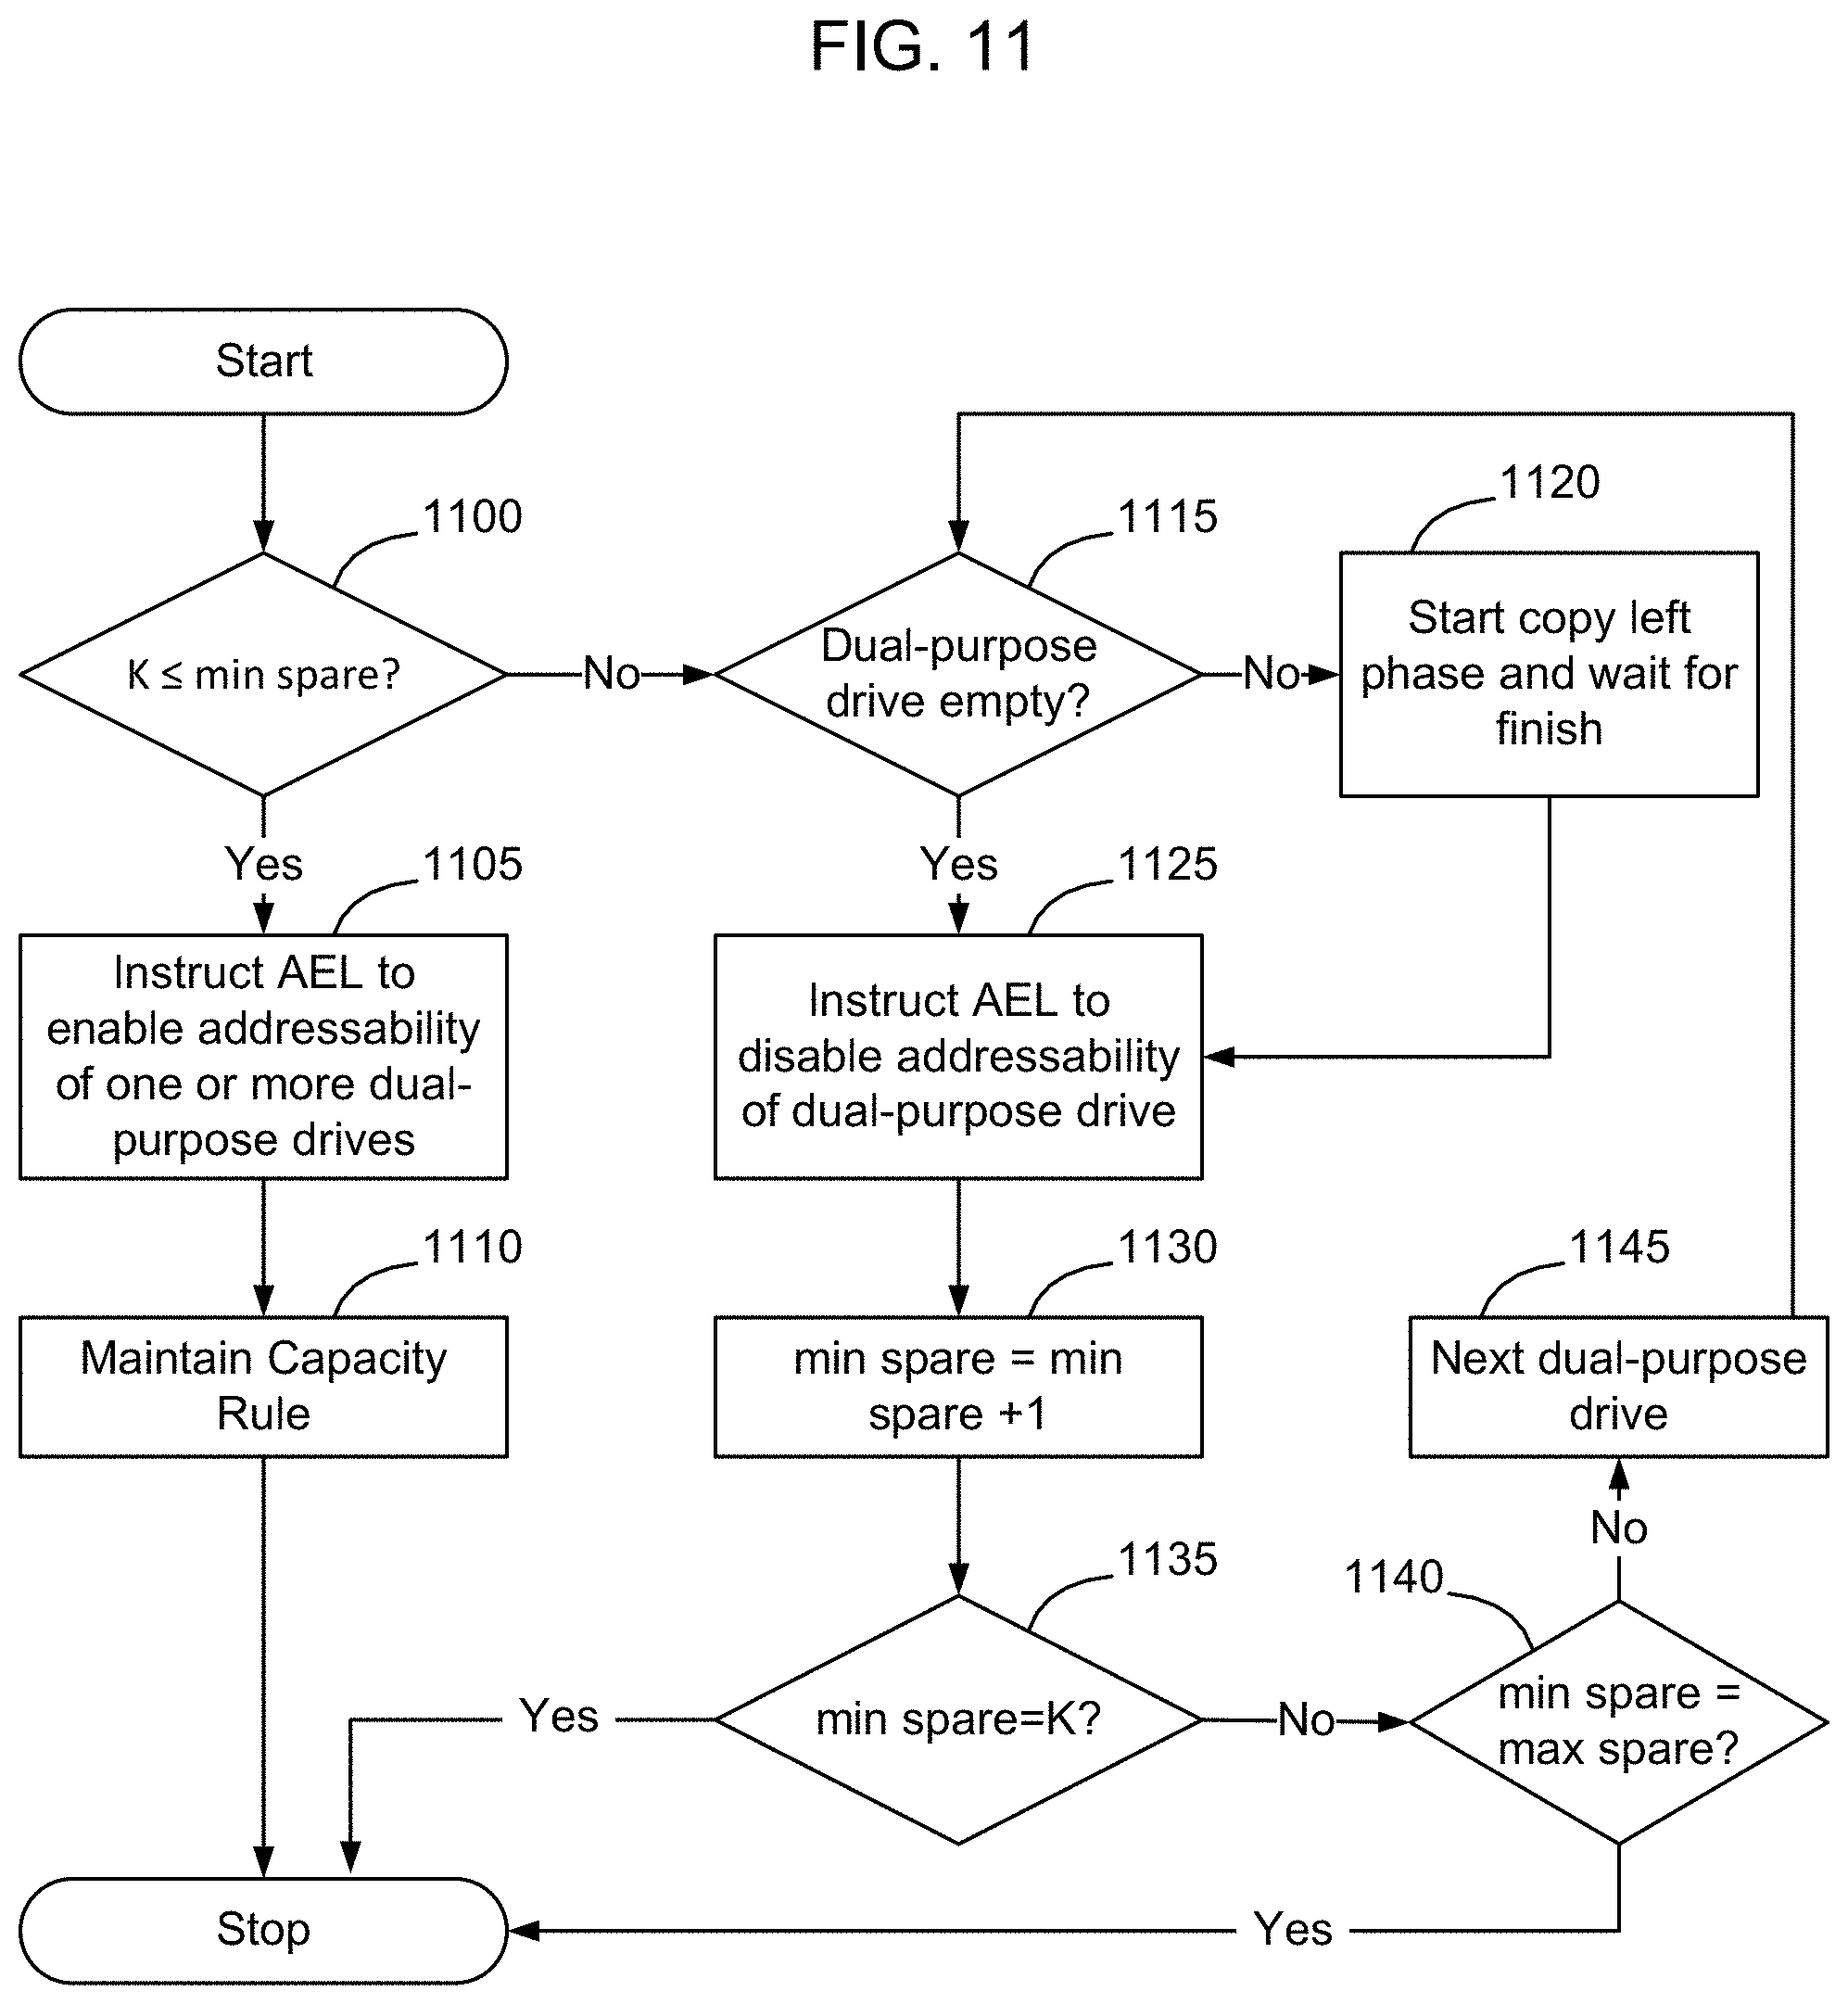 FIG. 11
Start
1100
K ≤ min spare?
No
Yes
1105
Instruct AEL to
enable addressability
of one or more dual-
purpose drives
1110
Maintain Capacity
Rule
1115
Dual-purpose
drive empty?
No
Yes
1120
Start copy left
phase and wait for
finish
1125
Instruct AEL to
disable addressability
of dual-purpose drive
1130
min spare = min
spare +1
1135
min spare=K?
Yes
No
1140
min spare =
max spare?
No
Yes
1145
Next dual-purpose
drive
Stop